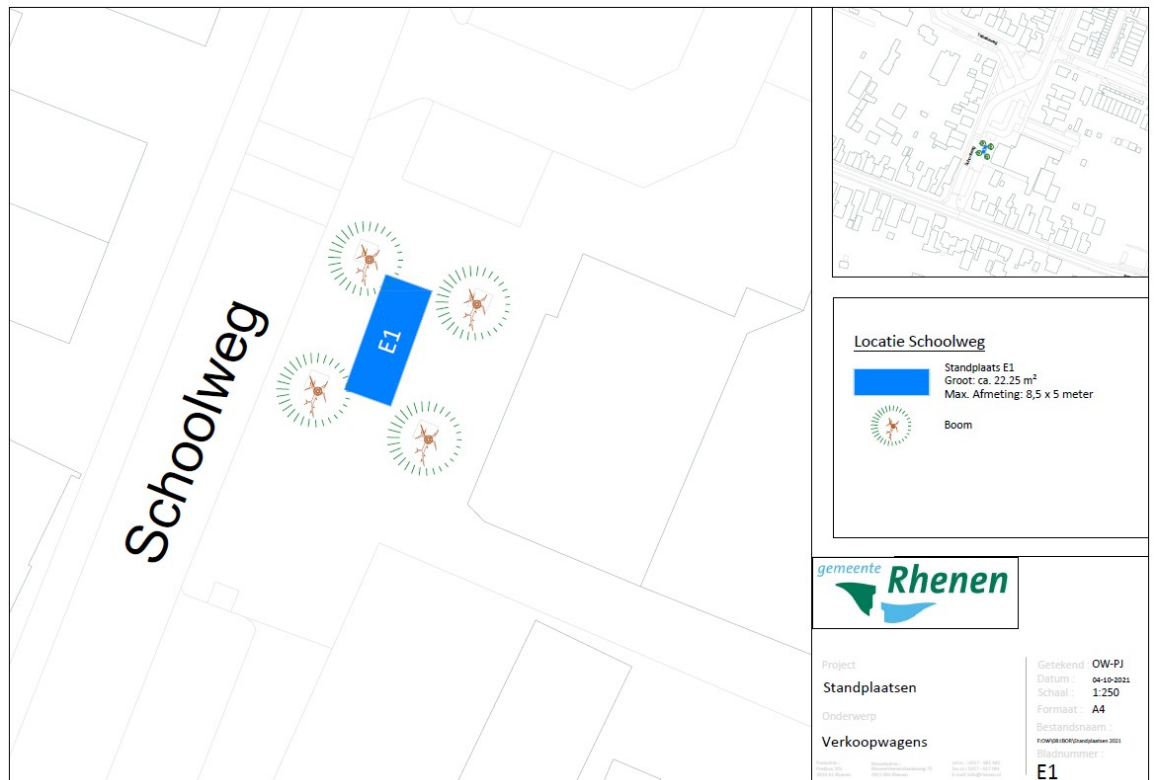 Schoolweg
E1
Schoolweg
Locatie Schoolweg
Standplaats E1
Groot: ca. 22.25 m²
Max. Afmeting: 8,5 x 5 meter
Boom
gemeente Rhenen
Project
Standplaatsen
Onderwerp
Verkoopwagens
Getekend : OW-PJ
Datum : 04-10-2021
Schaal : 1:250
Formaat : A4
Bestandsnaam :
Bladnummer :
E1